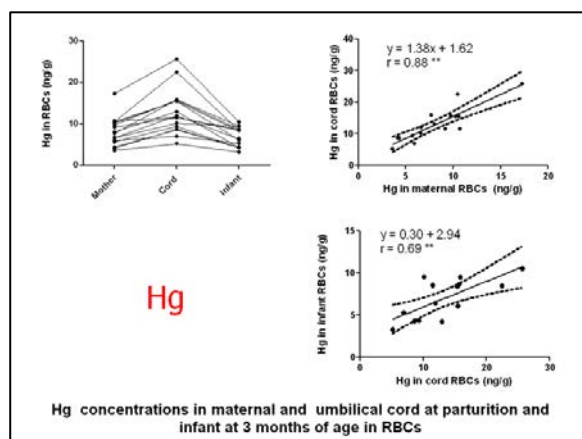 30
20
10
0
Hg in RBCs (ng/g)
Mother
Cord
Infant
y = 1.38x + 1.62
r = 0.88 **
40
30
20
10
0
Hg in cord RBCs (ng/g)
0 5 10 15 20
Hg in maternal RBCs (ng/g)
Hg
y = 0.30 + 2.94
r = 0.69 **
15
10
5
0
Hg in infant RBCs (ng/g)
0 10 20 30
Hg in cord RBCs (ng/g)
Hg concentrations in maternal and umbilical cord at parturition and
infant at 3 months of age in RBCs